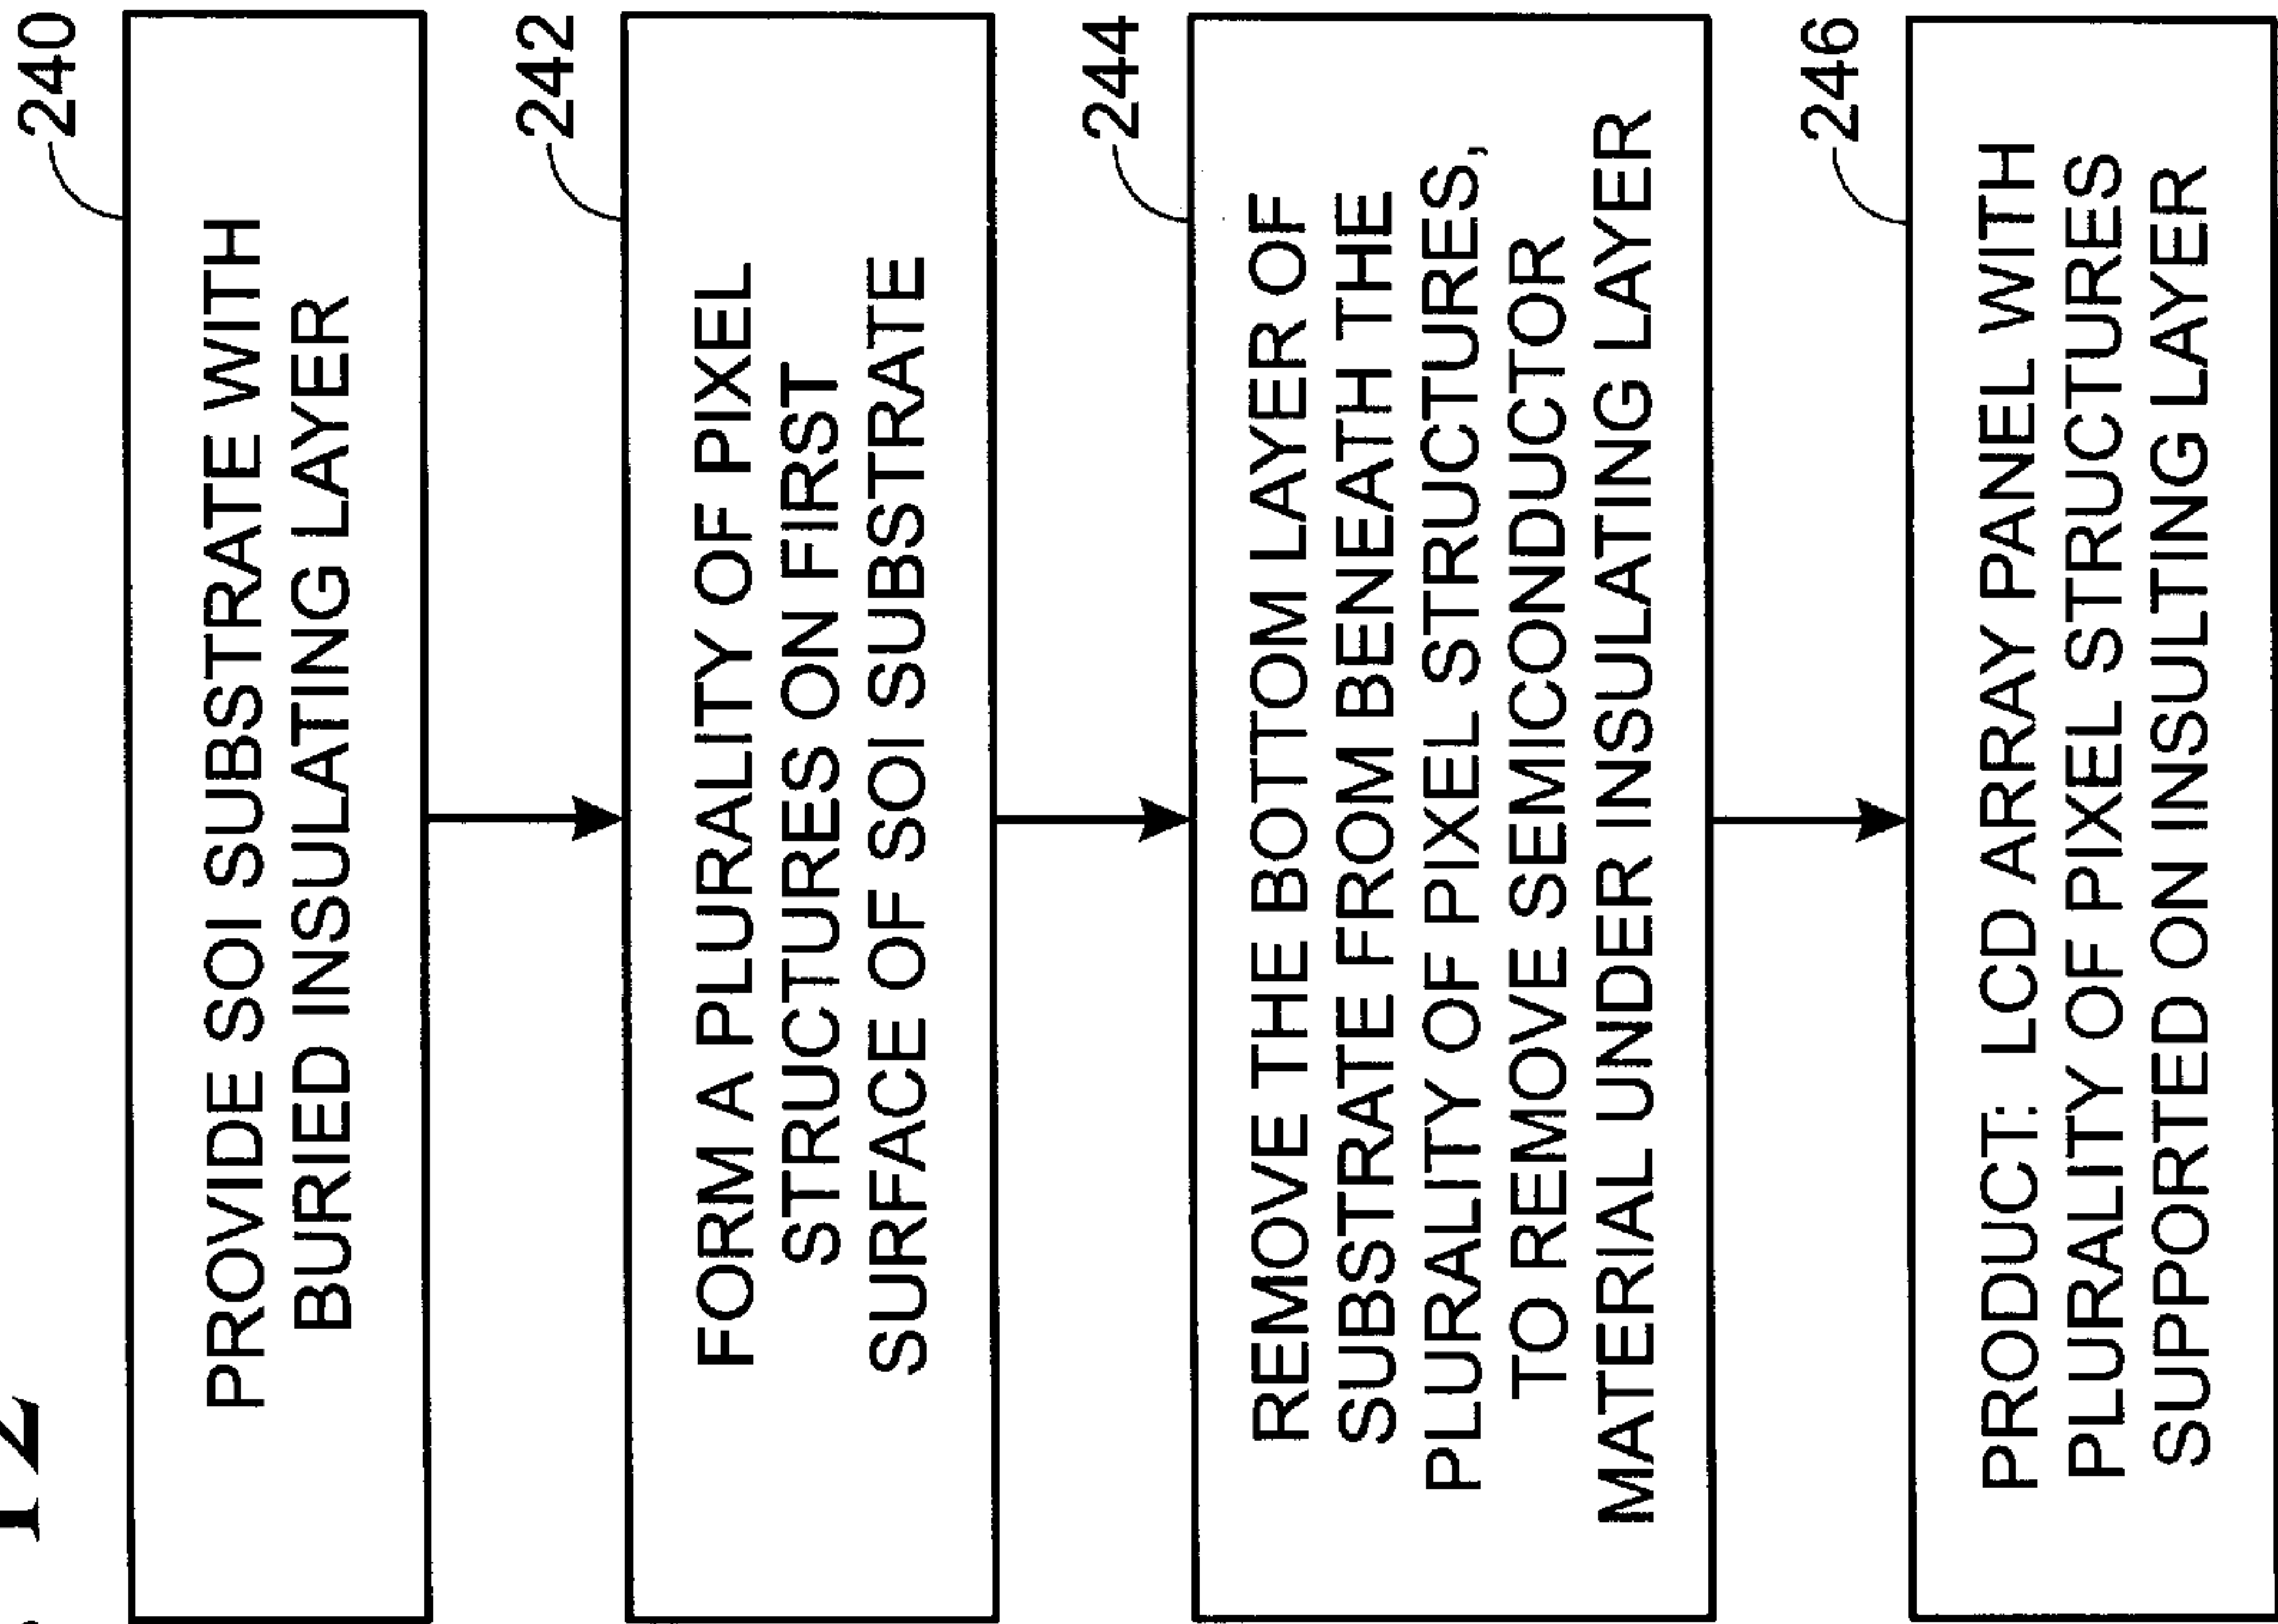 12
240
PROVIDE SOI SUBSTRATE WITH
BURIED INSULATING LAYER
242
FORM A PLURALITY OF PIXEL
STRUCTURES ON FIRST
SURFACE OF SOI SUBSTRATE
244
REMOVE THE BOTTOM LAYER OF
SUBSTRATE FROM BENEATH THE
PLURALITY OF PIXEL STRUCTURES,
TO REMOVE SEMICONDUCTOR
MATERIAL UNDER INSULATING LAYER
246
PRODUCT: LCD ARRAY PANEL WITH
PLURALITY OF PIXEL STRUCTURES
SUPPORTED ON INSULTING LAYER